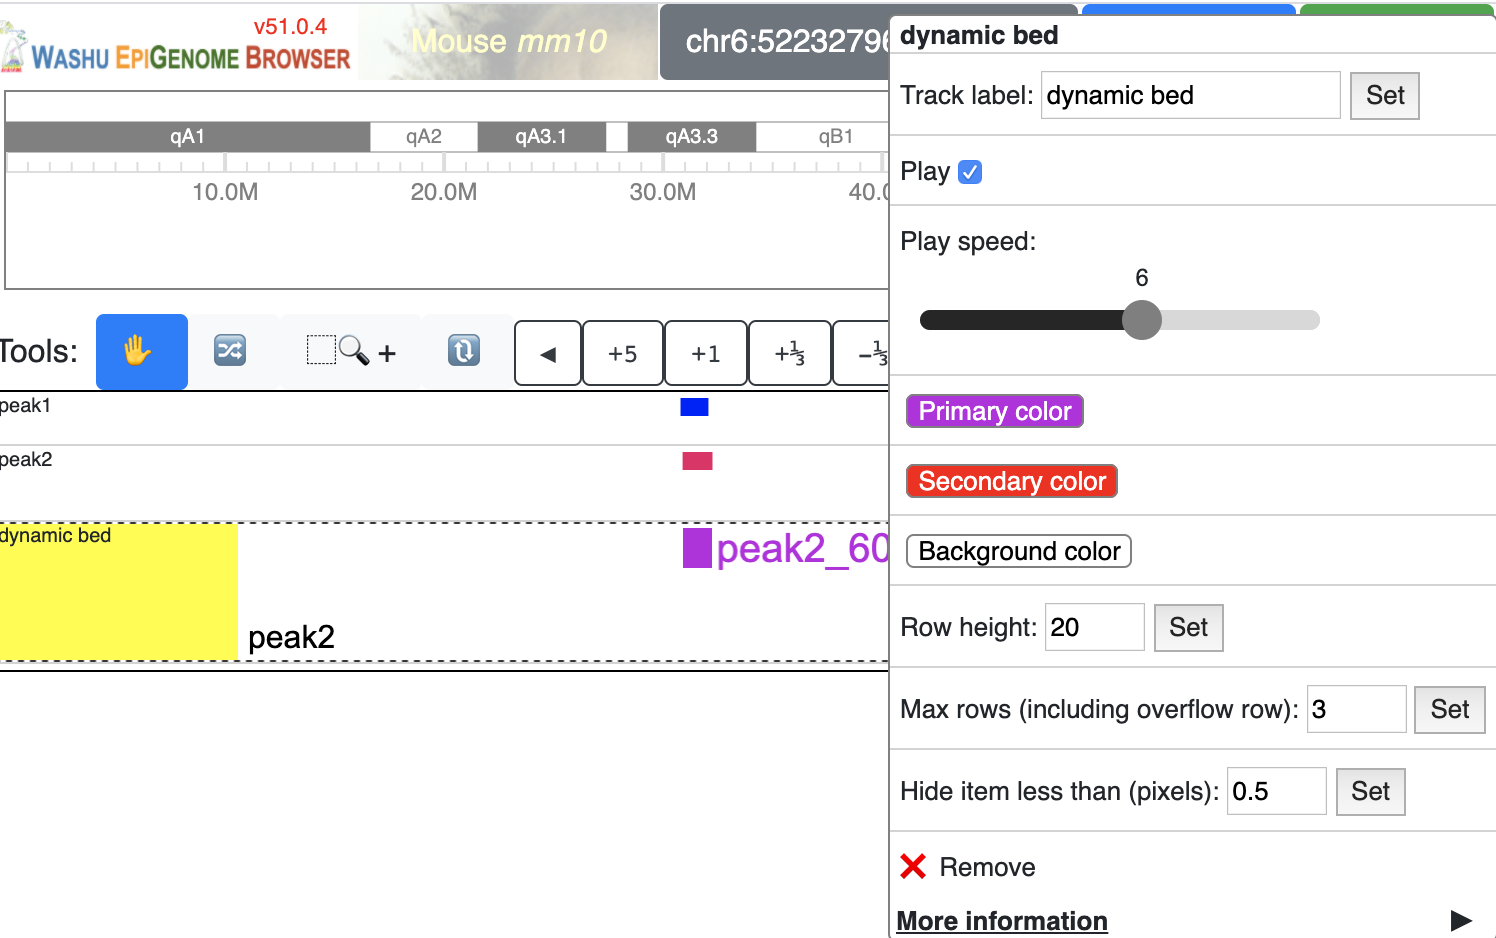 v51.0.4
WASHU EPIGENOME BROWSER
Mouse mm10
chr6:52232796
qA1 qA2 qA3.1 qA3.3 qB1
10.0M 20.0M 30.0M 40.0
Tools: + ◀ +5 +1 +⅓ -⅓
peak1
peak2
dynamic bed
peak2_60
peak2
dynamic bed
Track label: dynamic bed Set
Play
Play speed:
6
Primary color
Secondary color
Background color
Row height: 20 Set
Max rows (including overflow row): 3 Set
Hide item less than (pixels): 0.5 Set
Remove
More information ▶